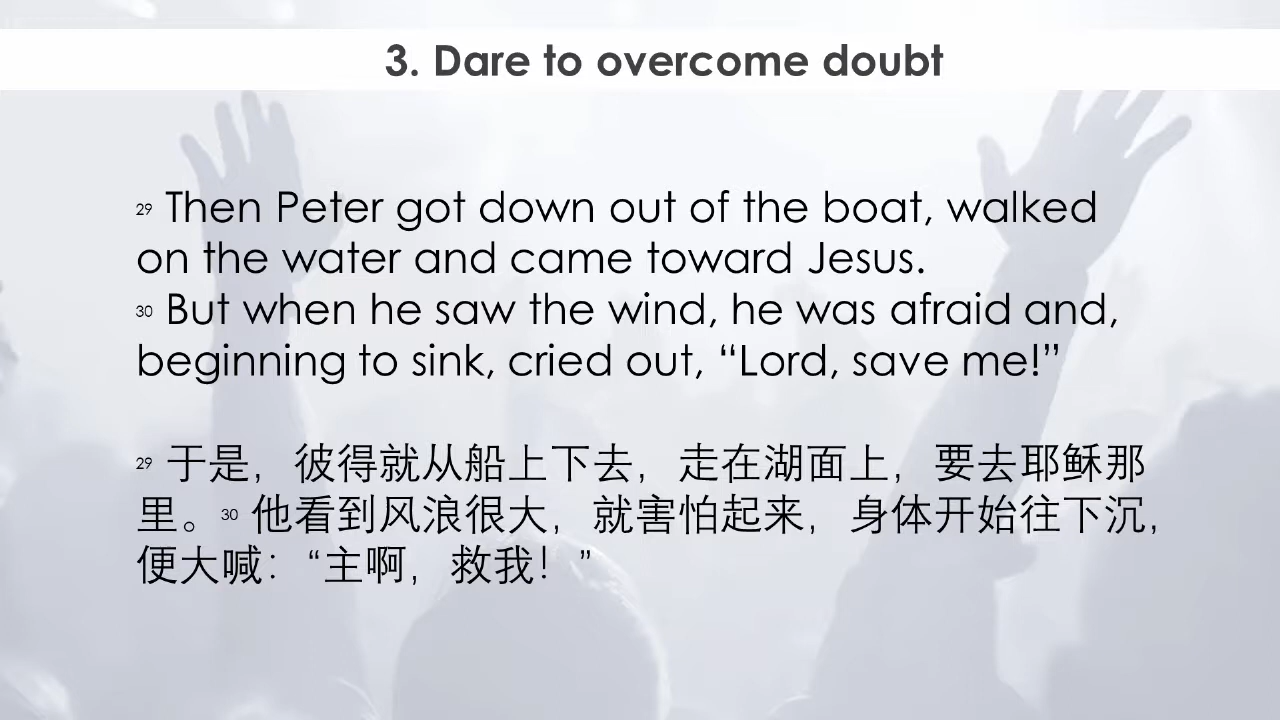 3. Dare to overcome doubt
29 Then Peter got down out of the boat, walked
on the water and came toward Jesus.
30 But when he saw the wind, he was afraid and,
beginning to sink, cried out, “Lord, save me!”
29 于是，彼得就从船上下去，走在湖面上，要去耶稣那
里。30 他看到风浪很大，就害怕起来，身体开始往下沉，
便大喊：“主啊，救我！”